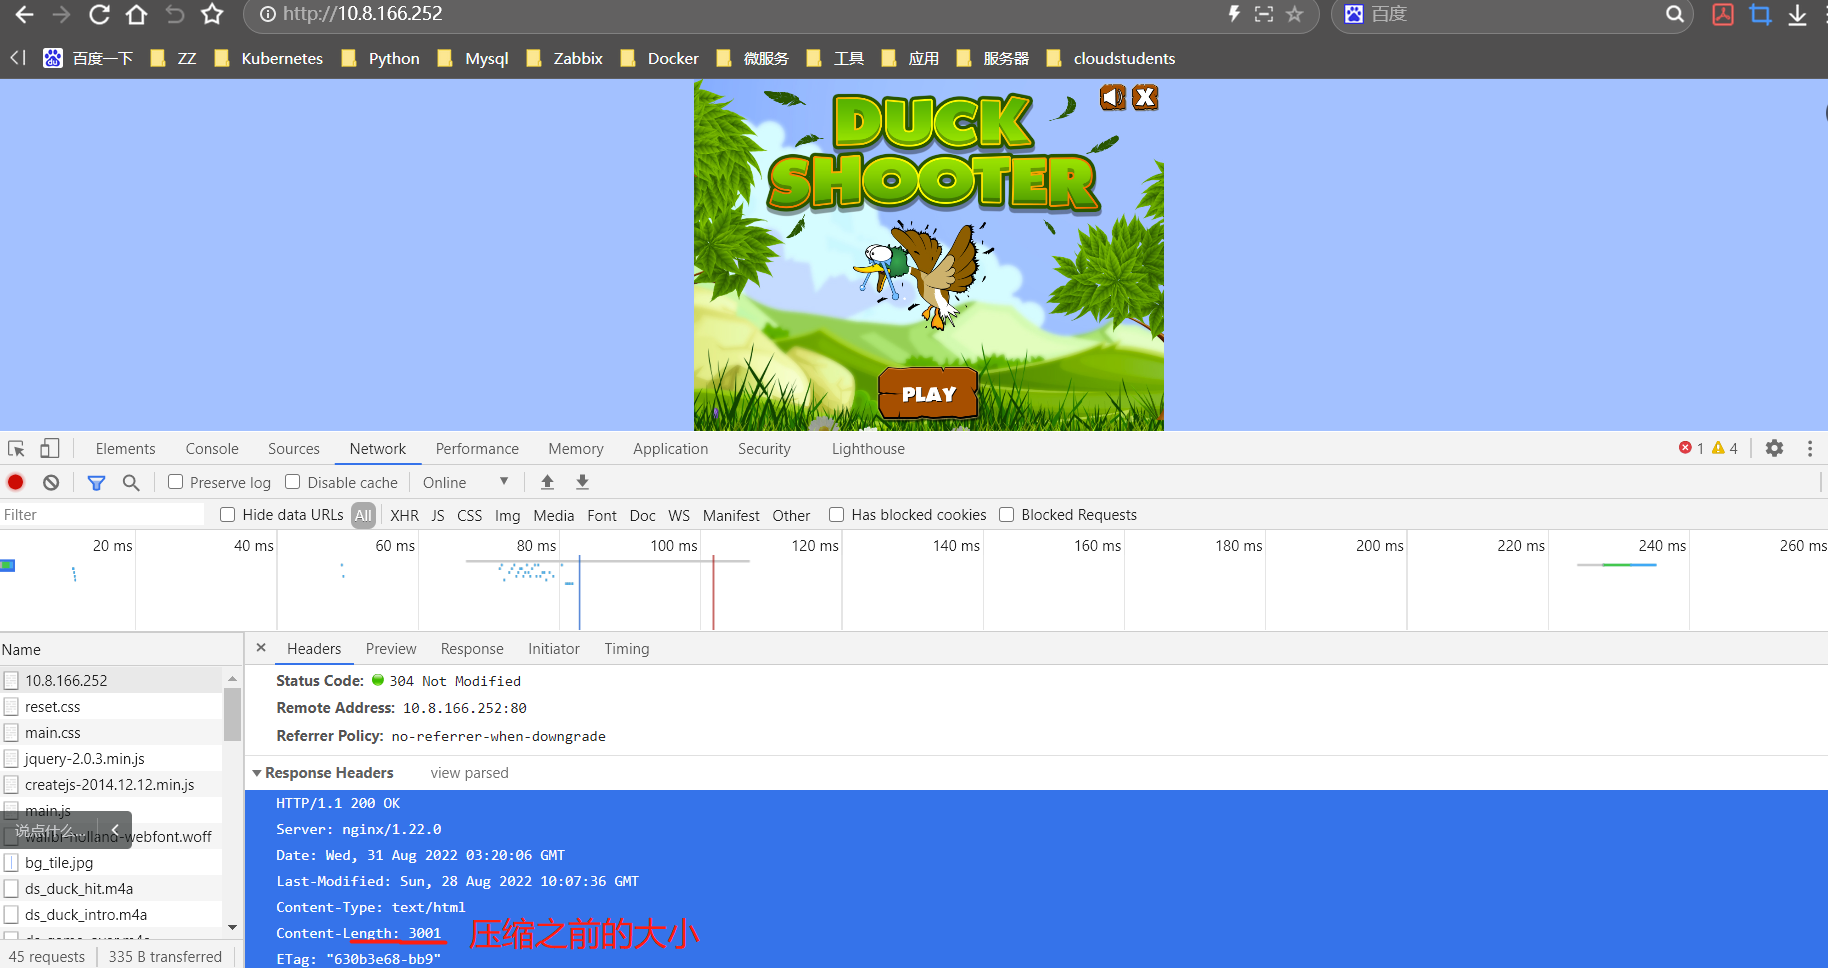 http://10.8.166.252
百度
百度一下 ZZ Kubernetes Python Mysql Zabbix Docker 微服务 工具 应用 服务器 cloudstudents
DUCK
SHOOTER
PLAY
Elements Console Sources Network Performance Memory Application Security Lighthouse 1 4
Preserve log Disable cache Online
Filter Hide data URLs All XHR JS CSS Img Media Font Doc WS Manifest Other Has blocked cookies Blocked Requests
20 ms 40 ms 60 ms 80 ms 100 ms 120 ms 140 ms 160 ms 180 ms 200 ms 220 ms 240 ms 260 ms
Name
10.8.166.252
reset.css
main.css
jquery-2.0.3.min.js
createjs-2014.12.12.min.js
main.js
说点什么...
-webfont.woff
bg_tile.jpg
ds_duck_hit.m4a
ds_duck_intro.m4a
45 requests 335 B transferred
Headers Preview Response Initiator Timing
Status Code: 304 Not Modified
Remote Address: 10.8.166.252:80
Referrer Policy: no-referrer-when-downgrade
Response Headers view parsed
HTTP/1.1 200 OK
Server: nginx/1.22.0
Date: Wed, 31 Aug 2022 03:20:06 GMT
Last-Modified: Sun, 28 Aug 2022 10:07:36 GMT
Content-Type: text/html
Content-Length: 3001 压缩之前的大小
ETag: "630b3e68-bb9"